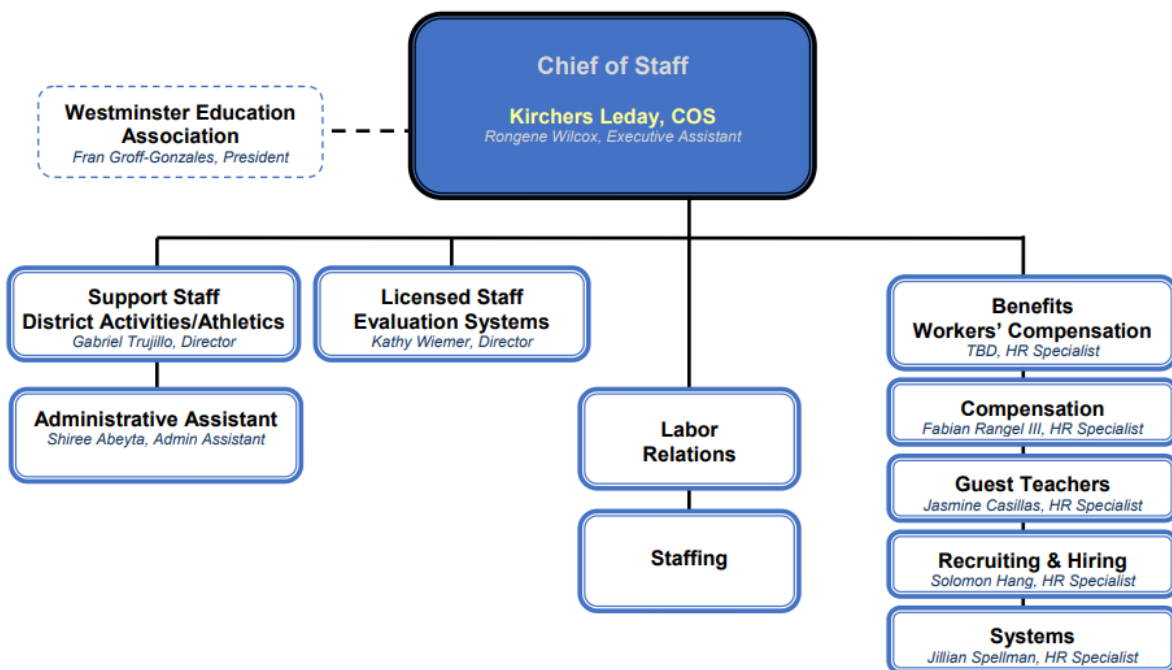 Chief of Staff
Kirchers Leday, COS
Rongene Wilcox, Executive Assistant
Westminster Education
Association
Fran Groff-Gonzales, President
Support Staff
District Activities/Athletics
Gabriel Trujillo, Director
Administrative Assistant
Shiree Abeyta, Admin Assistant
Licensed Staff
Evaluation Systems
Kathy Wiemer, Director
Labor
Relations
Staffing
Benefits
Workers’ Compensation
TBD, HR Specialist
Compensation
Fabian Rangel III, HR Specialist
Guest Teachers
Jasmine Casillas, HR Specialist
Recruiting & Hiring
Solomon Hang, HR Specialist
Systems
Jillian Spellman, HR Specialist